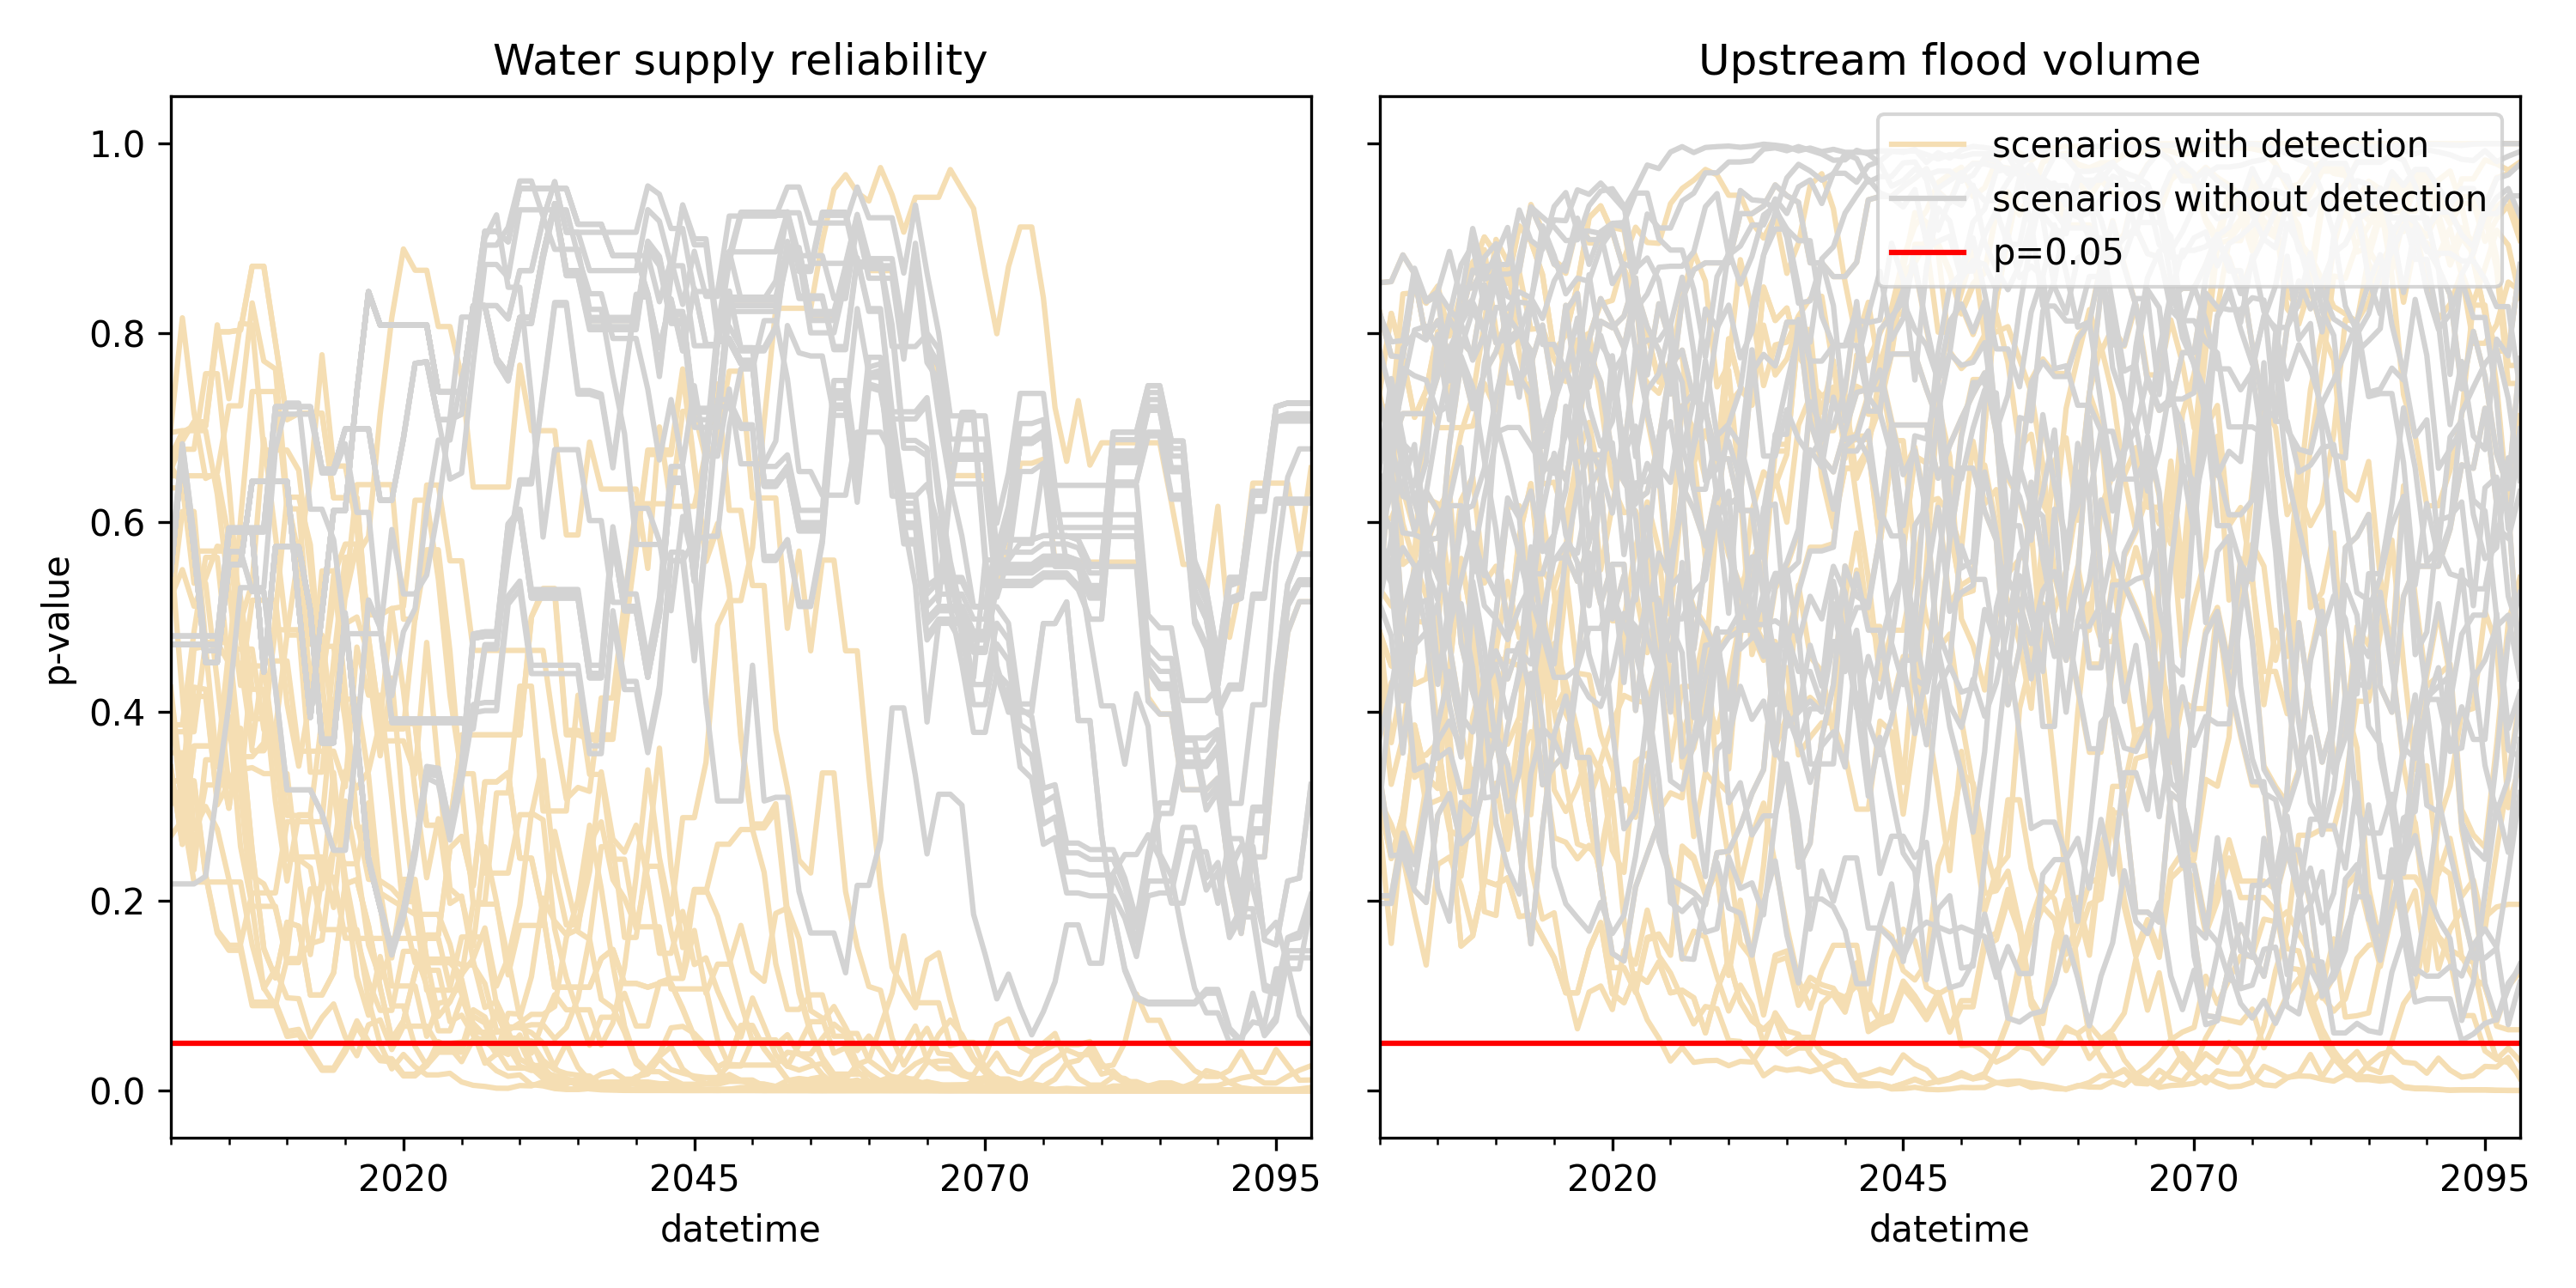 Water supply reliability
Upstream flood volume
scenarios with detection
scenarios without detection
p=0.05
p-value
1.0
0.8
0.6
0.4
0.2
0.0
2020
2045
2070
2095
datetime
2020
2045
2070
2095
datetime